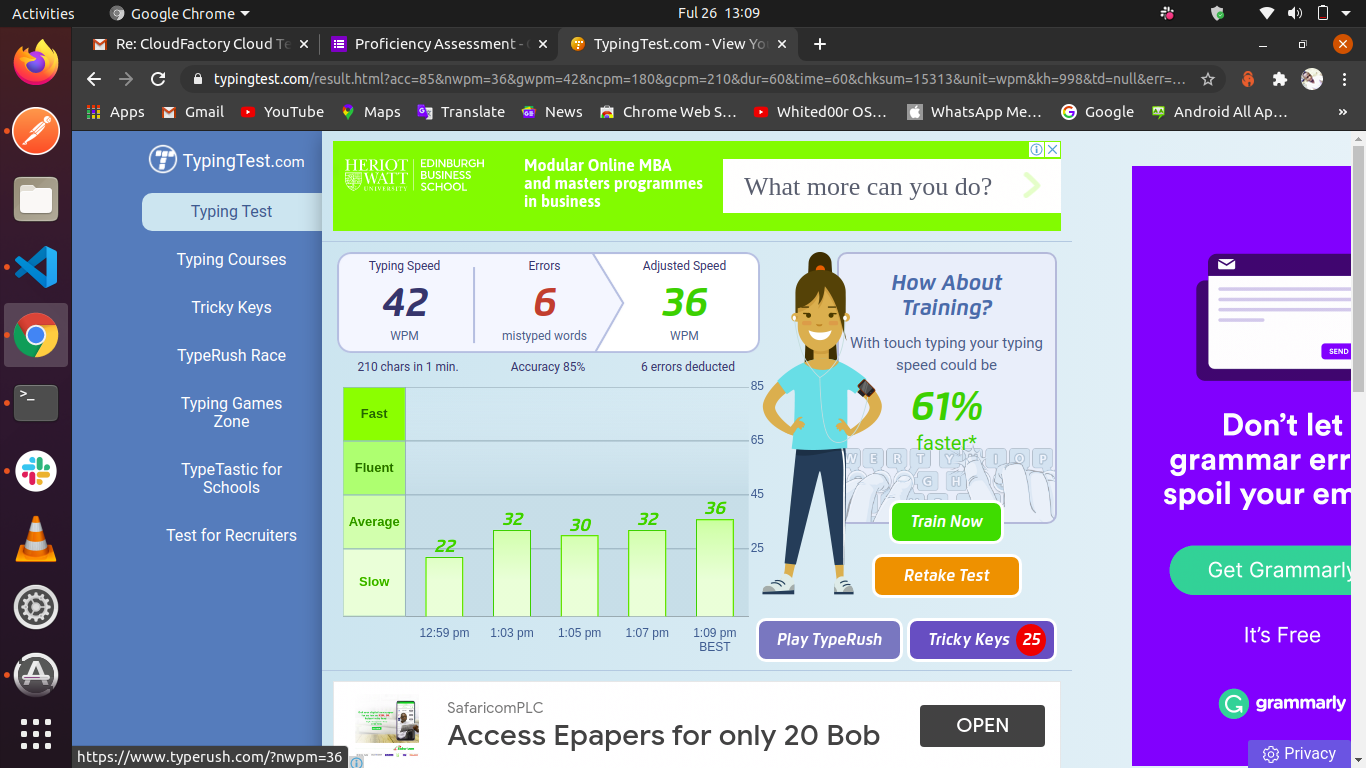 Activities
Google Chrome
Ful 26 13:09
Re: CloudFactory Cloud Te
Proficiency Assessment -
TypingTest.com - View Yo
typingtest.com/result.html?acc=85&nwpm=36&gwpm=42&ncpm=180&gcpm=210&dur=60&time=60&chksum=15313&unit=wpm&kh=998&td=null&err=...
Apps
Gmail
YouTube
Maps
Translate
News
Chrome Web S...
Whited00r OS...
WhatsApp Me...
Google
Android All Ap...
»
TypingTest.com
Typing Test
Typing Courses
Tricky Keys
TypeRush Race
Typing Games
Zone
TypeTastic for
Schools
Test for Recruiters
HERIOT
WATT
UNIVERSITY
EDINBURGH
BUSINESS
SCHOOL
Modular Online MBA
and masters programmes
in business
What more can you do?
Typing Speed
42
WPM
Errors
6
mistyped words
Adjusted Speed
36
WPM
210 chars in 1 min.
Accuracy 85%
6 errors deducted
Fast
Fluent
Average
Slow
85
65
45
25
22
32
30
32
36
12:59 pm
1:03 pm
1:05 pm
1:07 pm
1:09 pm
BEST
How About
Training?
With touch typing your typing
speed could be
61%
faster*
W E R T Y I O P
G H
Train Now
Retake Test
Play TypeRush
Tricky Keys 25
SafaricomPLC
Access Epapers for only 20 Bob
OPEN
SEND
Don't let
grammar err
spoil your em
Get Grammarly
It's Free
grammarly
Privacy
https://www.typerush.com/?nwpm=36